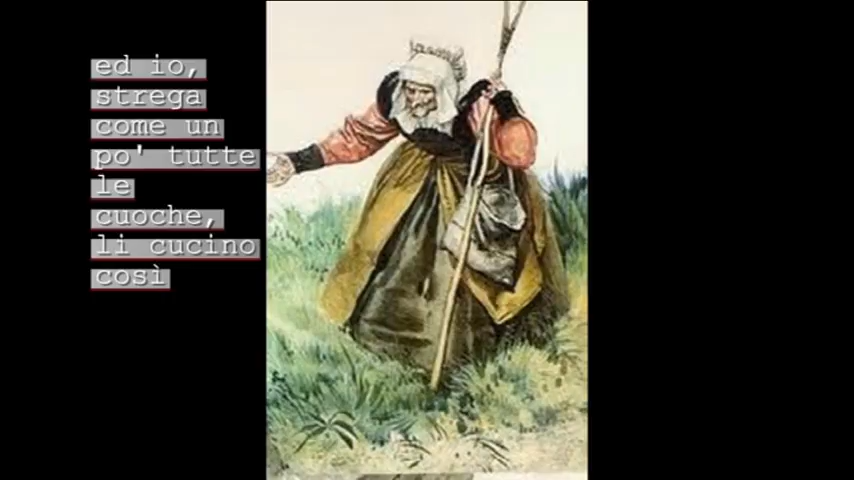 ed io,
strega
come un
po' tutte
le
cuoche,
li cucino
così